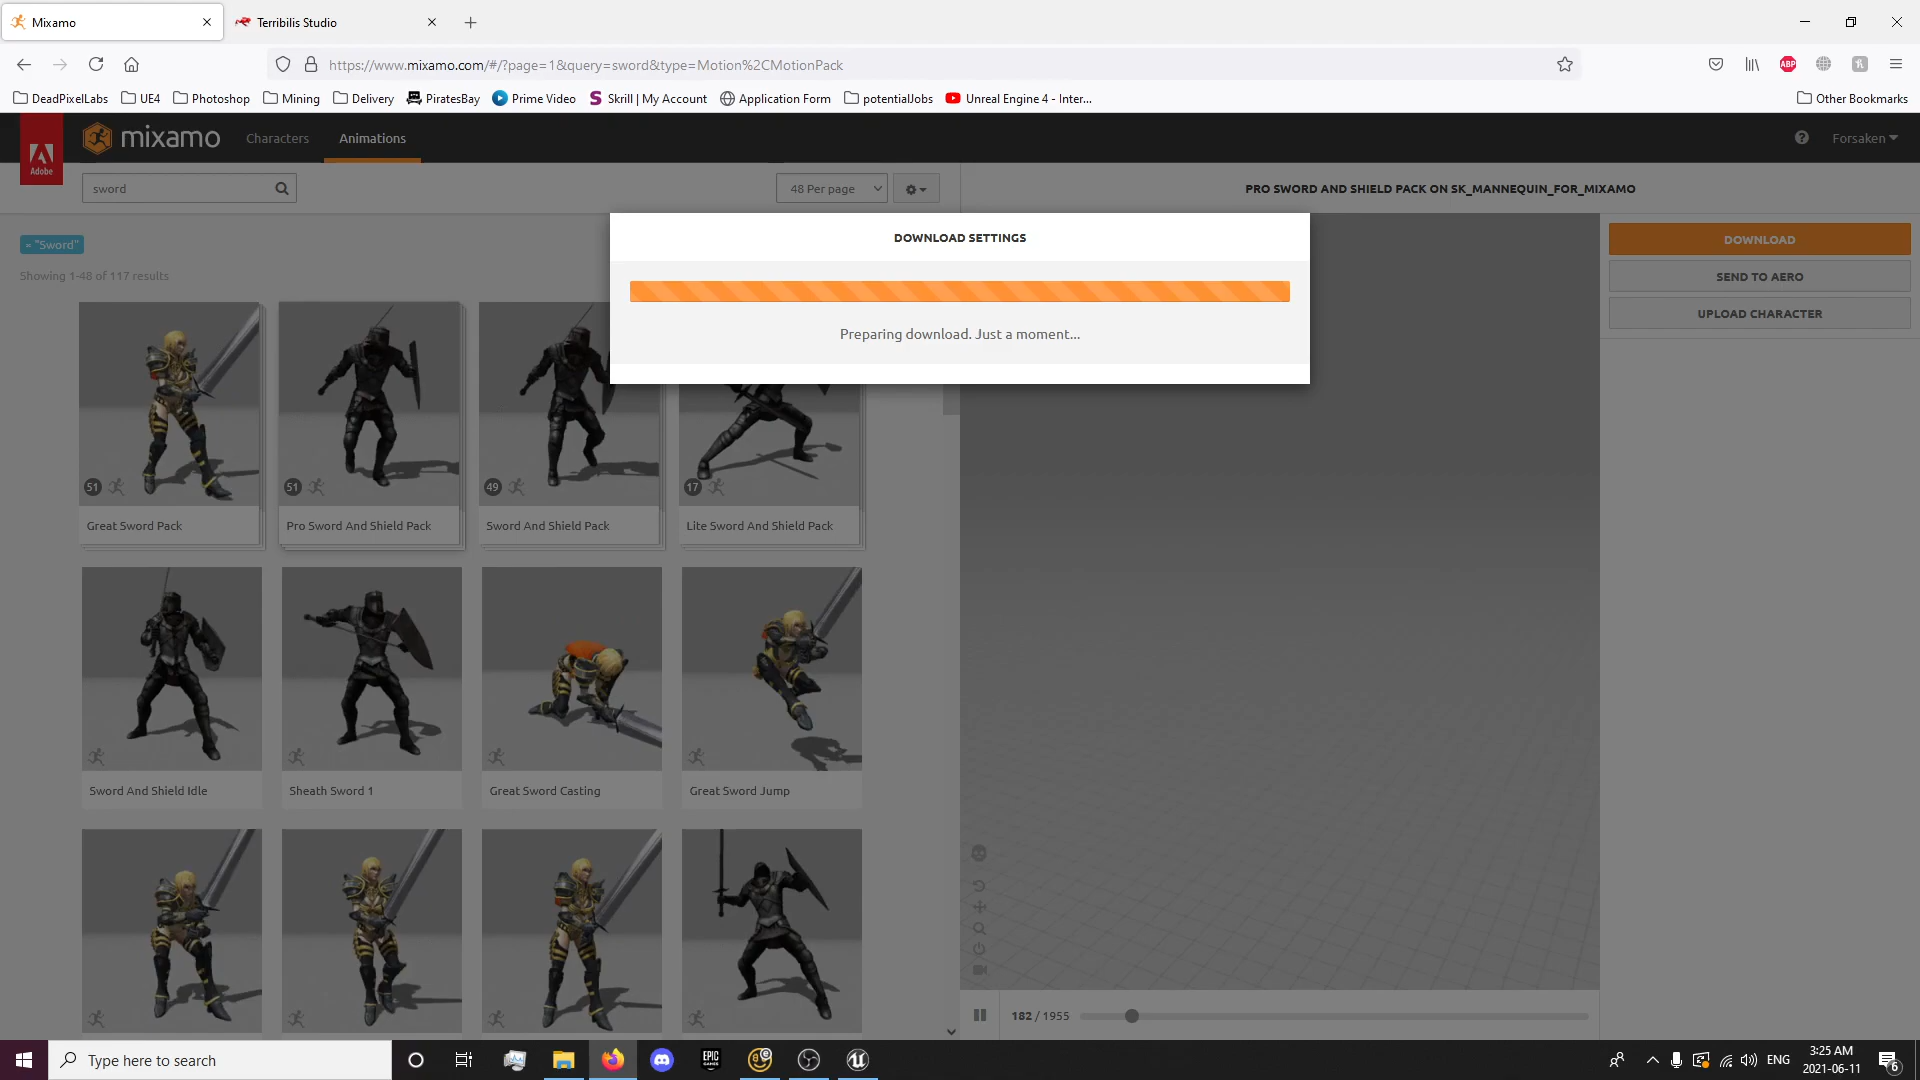 Mixamo
Terribilis Studio
https://www.mixamo.com/#/?page=1&query=sword&type=Motion%2CMotionPack
ABP
DeadPixelLabs
UE4
Photoshop
Mining
Delivery
PiratesBay
Prime Video
Skrill | My Account
Application Form
potentialJobs
Unreal Engine 4 - Inter...
Other Bookmarks
Adobe
mixamo
Characters
Animations
Forsaken
sword
48 Per page
PRO SWORD AND SHIELD PACK ON SK_MANNEQUIN_FOR_MIXAMO
× "Sword"
Showing 1-48 of 117 results
DOWNLOAD SETTINGS
Preparing download. Just a moment...
DOWNLOAD
SEND TO AERO
UPLOAD CHARACTER
51
51
49
17
Great Sword Pack
Pro Sword And Shield Pack
Sword And Shield Pack
Lite Sword And Shield Pack
Sword And Shield Idle
Sheath Sword 1
Great Sword Casting
Great Sword Jump
182 / 1955
Type here to search
EPIC GAMES
ENG
3:25 AM
2021-06-11
6